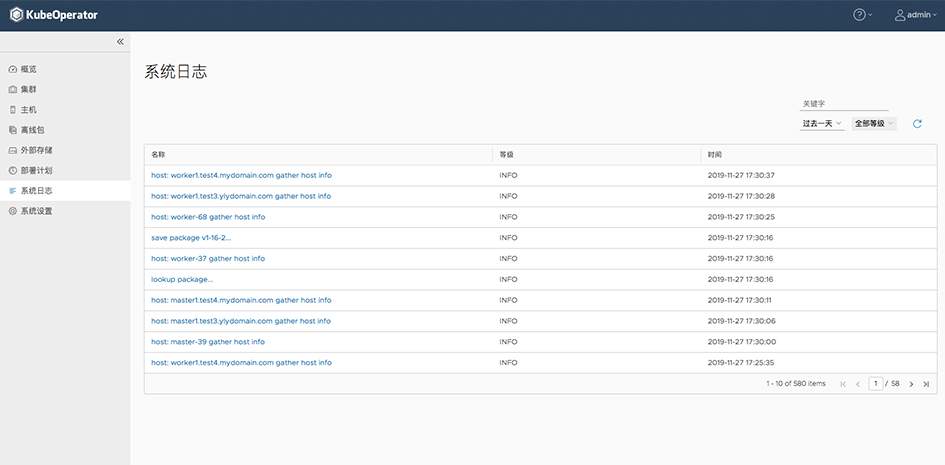 KubeOperator
admin
概览
集群
主机
离线包
外部存储
部署计划
系统日志
系统设置
系统日志
关键字
过去一天 全部等级
名称 等级 时间
host: worker1.test4.mydomain.com gather host info INFO 2019-11-27 17:30:37
host: worker1.test3.ylydomain.com gather host info INFO 2019-11-27 17:30:28
host: worker-68 gather host info INFO 2019-11-27 17:30:25
save package v1-16-2... INFO 2019-11-27 17:30:16
host: worker-37 gather host info INFO 2019-11-27 17:30:16
lookup package... INFO 2019-11-27 17:30:16
host: master1.test4.mydomain.com gather host info INFO 2019-11-27 17:30:11
host: master1.test3.ylydomain.com gather host info INFO 2019-11-27 17:30:06
host: master-39 gather host info INFO 2019-11-27 17:30:00
host: worker1.test4.mydomain.com gather host info INFO 2019-11-27 17:25:35
1 - 10 of 580 items 1 / 58